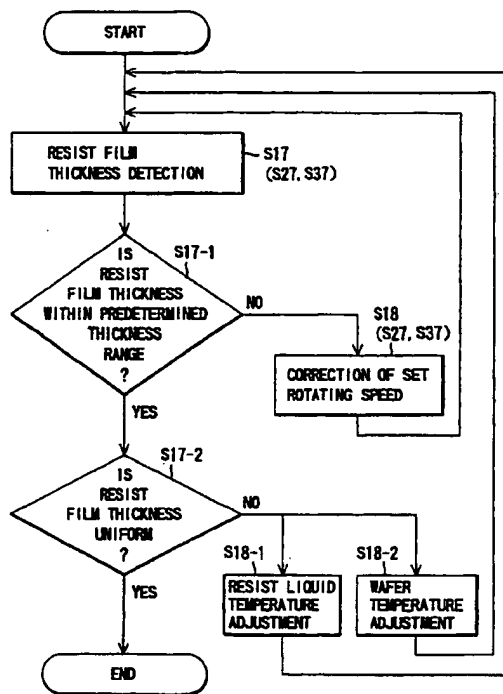 START
RESIST FILM
THICKNESS DETECTION
S17
(S27, S37)
S17-1
IS
RESIST
FILM THICKNESS
WITHIN PREDETERMINED
THICKNESS
RANGE
?
NO
S18
(S27, S37)
CORRECTION OF SET
ROTATING SPEED
YES
S17-2
IS
RESIST
FILM THICKNESS
UNIFORM
?
NO
S18-1
RESIST LIQUID
TEMPERATURE
ADJUSTMENT
S18-2
WAFER
TEMPERATURE
ADJUSTMENT
YES
END